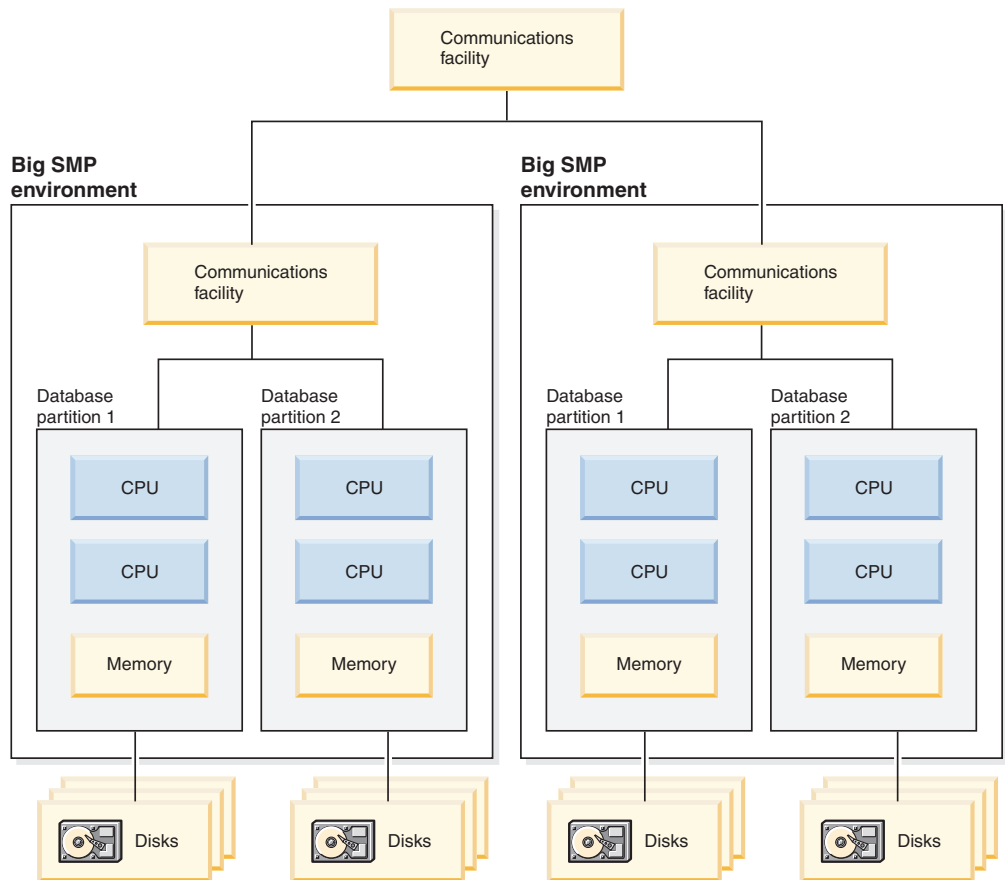 Communications
facility
Big SMP
environment
Big SMP
environment
Communications
facility
Communications
facility
Database
partition 1
Database
partition 2
Database
partition 1
Database
partition 2
CPU
CPU
CPU
CPU
CPU
CPU
CPU
CPU
Memory
Memory
Memory
Memory
Disks
Disks
Disks
Disks